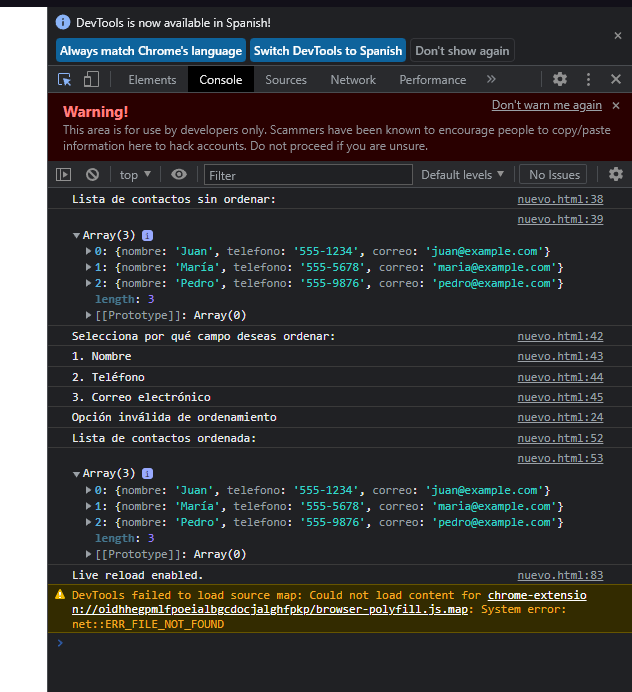 DevTools is now available in Spanish!
Always match Chrome's language Switch DevTools to Spanish Don't show again
Elements Console Sources Network Performance
Warning! Don't warn me again
This area is for use by developers only. Scammers have been known to encourage people to copy/paste
information here to hack accounts. Do not proceed if you are unsure.
top Filter Default levels No Issues
Lista de contactos sin ordenar: nuevo.html:38
nuevo.html:39
Array(3)
0: {nombre: 'Juan', telefono: '555-1234', correo: 'juan@example.com'}
1: {nombre: 'María', telefono: '555-5678', correo: 'maria@example.com'}
2: {nombre: 'Pedro', telefono: '555-9876', correo: 'pedro@example.com'}
length: 3
[[Prototype]]: Array(0)
Selecciona por qué campo deseas ordenar: nuevo.html:42
1. Nombre nuevo.html:43
2. Teléfono nuevo.html:44
3. Correo electrónico nuevo.html:45
Opción inválida de ordenamiento nuevo.html:24
Lista de contactos ordenada: nuevo.html:52
nuevo.html:53
Array(3)
0: {nombre: 'Juan', telefono: '555-1234', correo: 'juan@example.com'}
1: {nombre: 'María', telefono: '555-5678', correo: 'maria@example.com'}
2: {nombre: 'Pedro', telefono: '555-9876', correo: 'pedro@example.com'}
length: 3
[[Prototype]]: Array(0)
Live reload enabled. nuevo.html:83
DevTools failed to load source map: Could not load content for chrome-extensio
n://oidhhegpmlfpoeialbgcdocjalghfpkp/browser-polyfill.js.map: System error:
net::ERR_FILE_NOT_FOUND